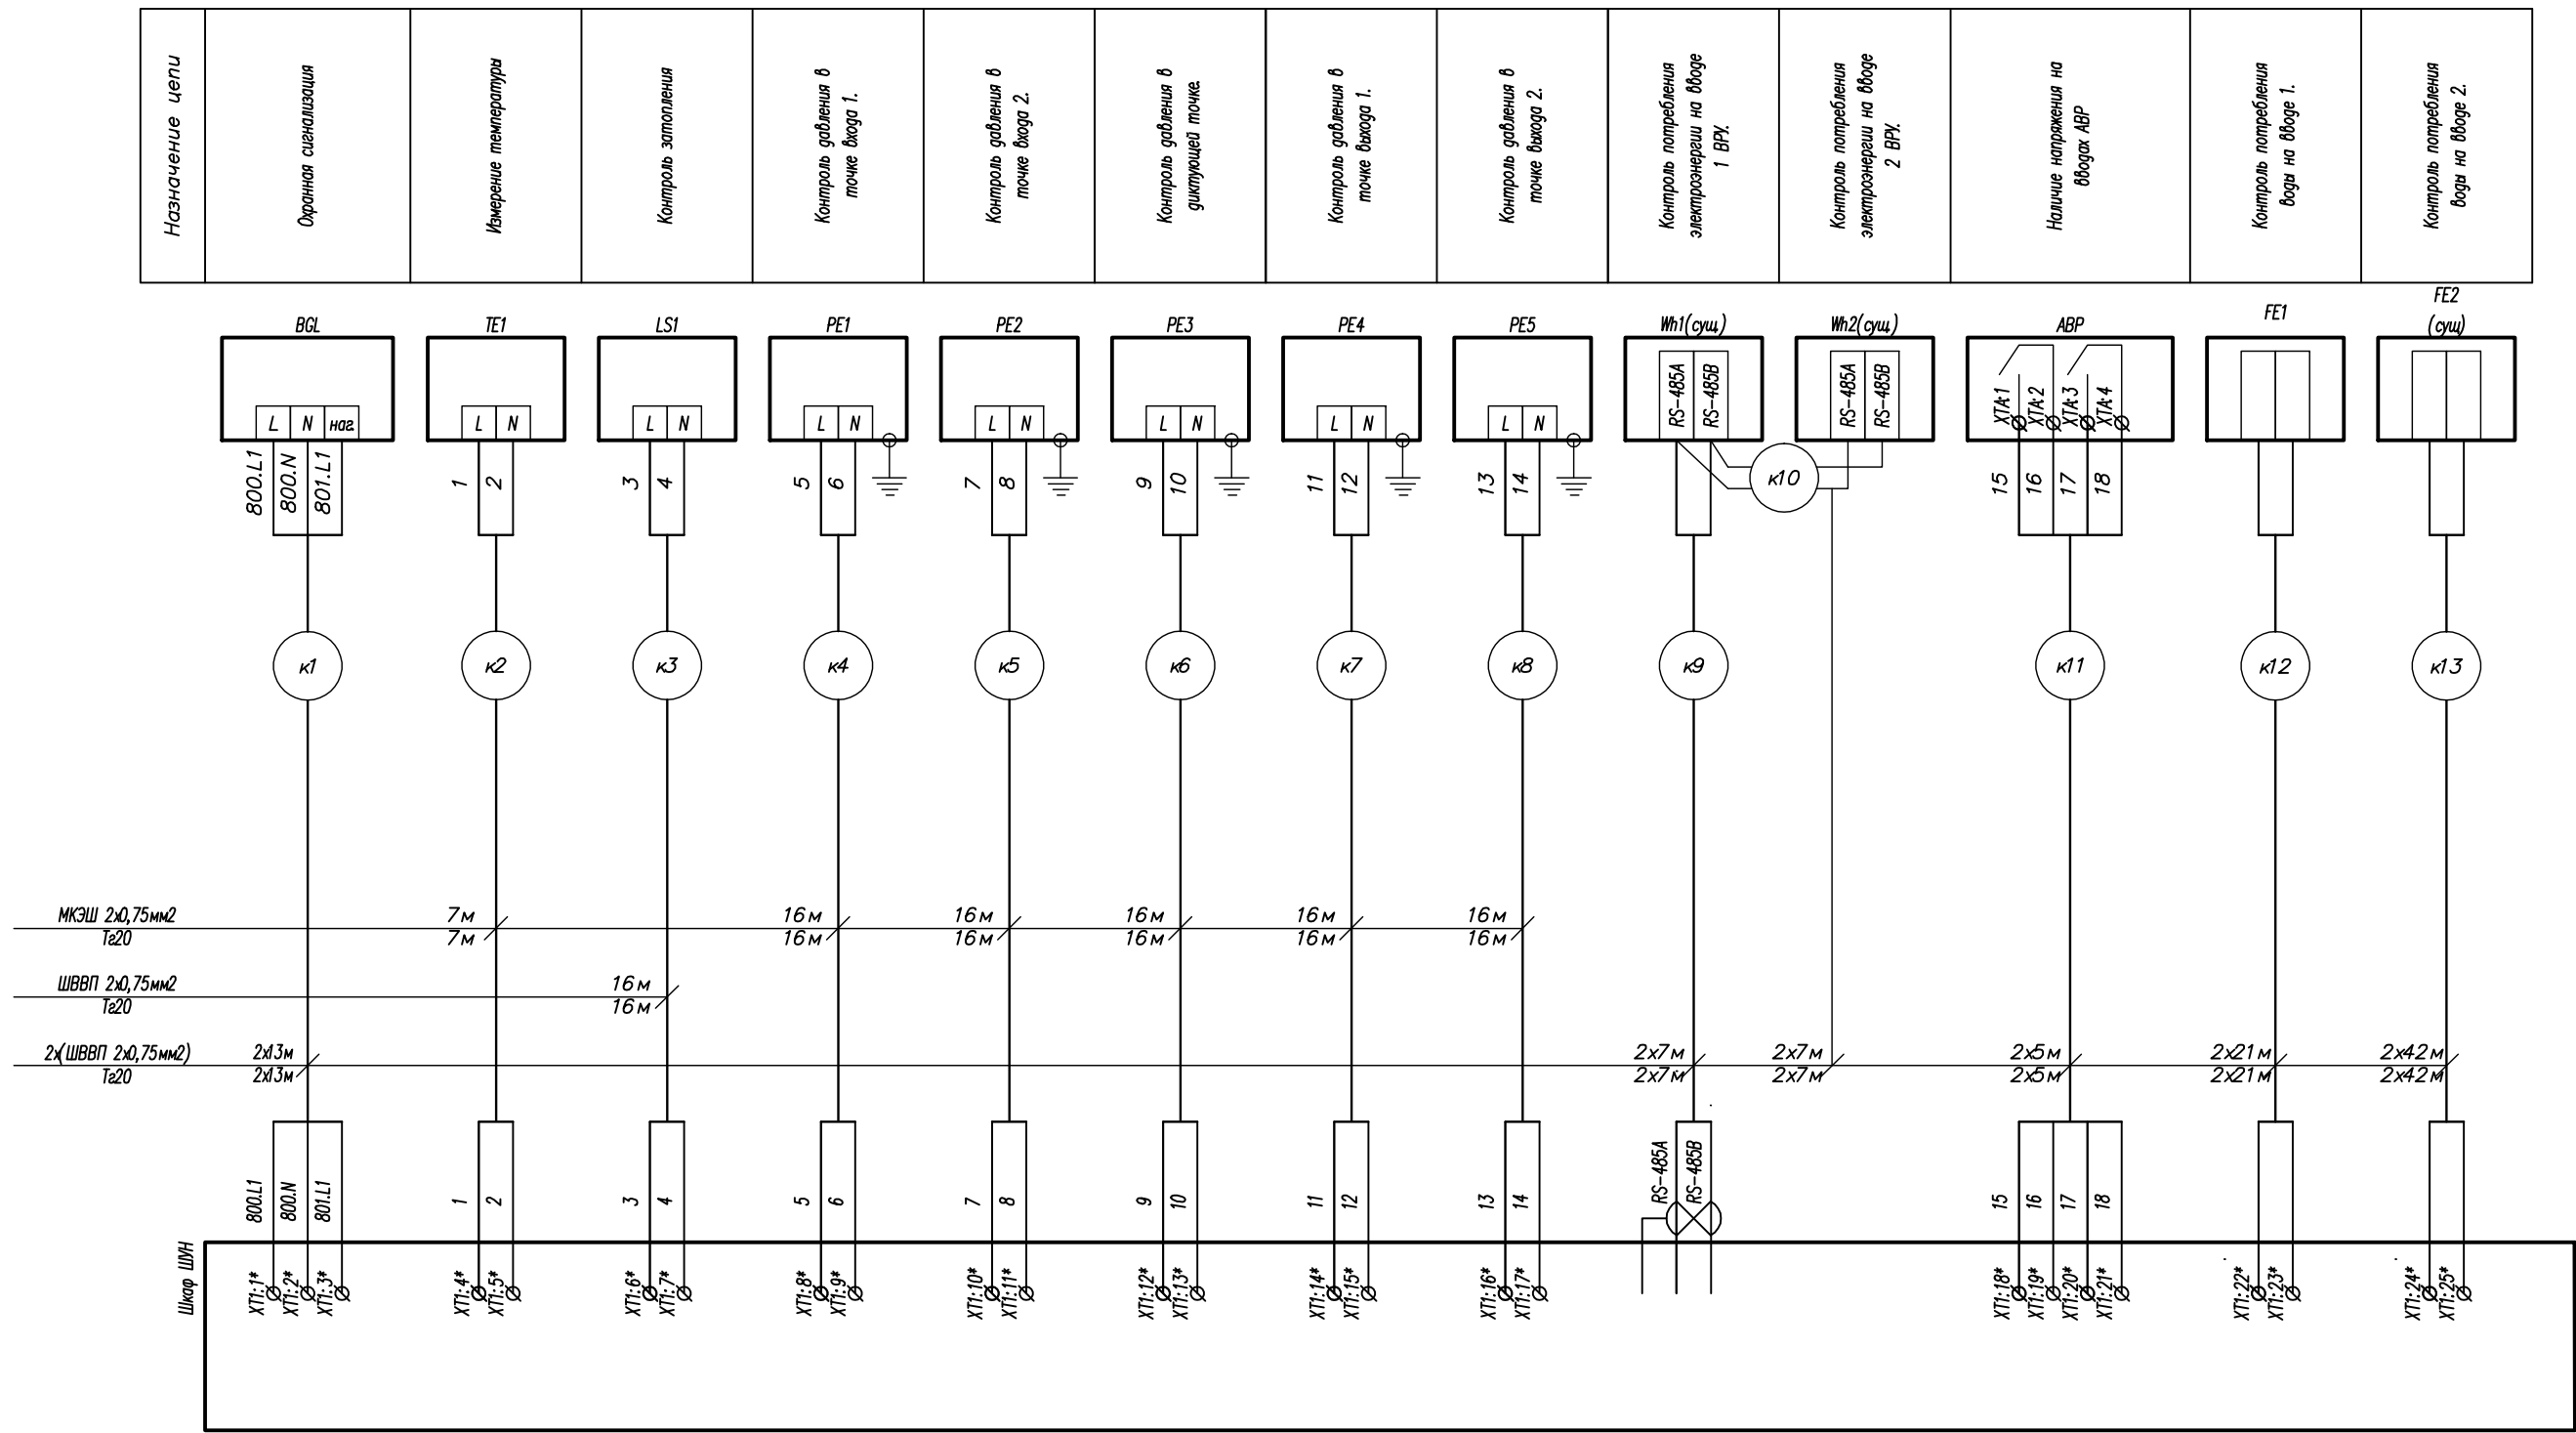 Назначение цепи
Охранная сигнализация
Измерение температуры
Контроль затопления
Контроль давления в
точке входа 1.
Контроль давления в
точке входа 2.
Контроль давления в
диктующей точке.
Контроль давления в
точке выхода 1.
Контроль давления в
точке выхода 2.
Контроль потребления
электроэнергии на вводе
1 ВРУ.
Контроль потребления
электроэнергии на вводе
2 ВРУ.
Наличие напряжения на
вводах АВР
Контроль потребления
воды на вводе 1.
Контроль потребления
воды на вводе 2.
BGL
TE1
LS1
PE1
PE2
PE3
PE4
PE5
Wh1(сущ.)
Wh2(сущ.)
АВР
FE1
FE2
(сущ)
L N наг.
L N
L N
L N
L N
L N
L N
L N
RS-485A
RS-485B
RS-485A
RS-485B
XTA:1
XTA:2
XTA:3
XTA:4
800.L1
800.N
801.L1
1
2
3
4
5
6
7
8
9
10
11
12
13
14
к10
15
16
17
18
к1
к2
к3
к4
к5
к6
к7
к8
к9
к11
к12
к13
МКЭШ 2х0,75мм2
7м
16м
16м
16м
16м
16м
Тг20
7м
16м
16м
16м
16м
16м
ШВВП 2х0,75мм2
16м
Тг20
16м
2х(ШВВП 2х0,75мм2)
2х13м
2х7м
2х7м
2х5м
2х21м
2х42м
Тг20
2х13м
2х7м
2х7м
2х5м
2х21м
2х42м
800.L1
800.N
801.L1
1
2
3
4
5
6
7
8
9
10
11
12
13
14
RS-485A
RS-485B
15
16
17
18
Шкаф ШУН
XT1:1*
XT1:2*
XT1:3*
XT1:4*
XT1:5*
XT1:6*
XT1:7*
XT1:8*
XT1:9*
XT1:10*
XT1:11*
XT1:12*
XT1:13*
XT1:14*
XT1:15*
XT1:16*
XT1:17*
XT1:18*
XT1:19*
XT1:20*
XT1:21*
XT1:22*
XT1:23*
XT1:24*
XT1:25*